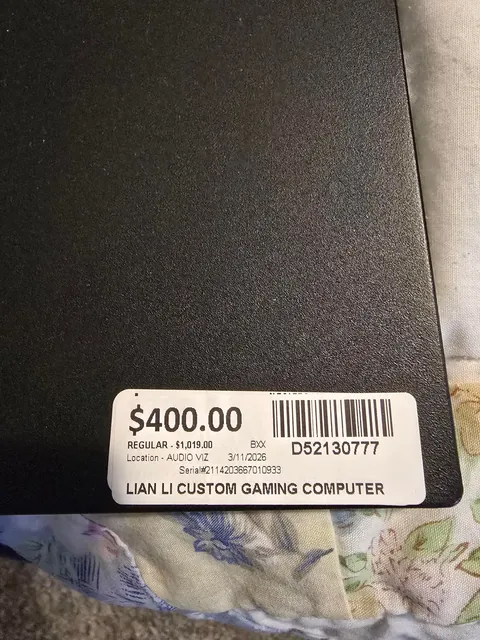 $400.00
REGULAR - $1,019.00 BXX
D52130777
Location - AUDIO VIZ 3/11/2026
Serial#2114203667010933
LIAN LI CUSTOM GAMING COMPUTER